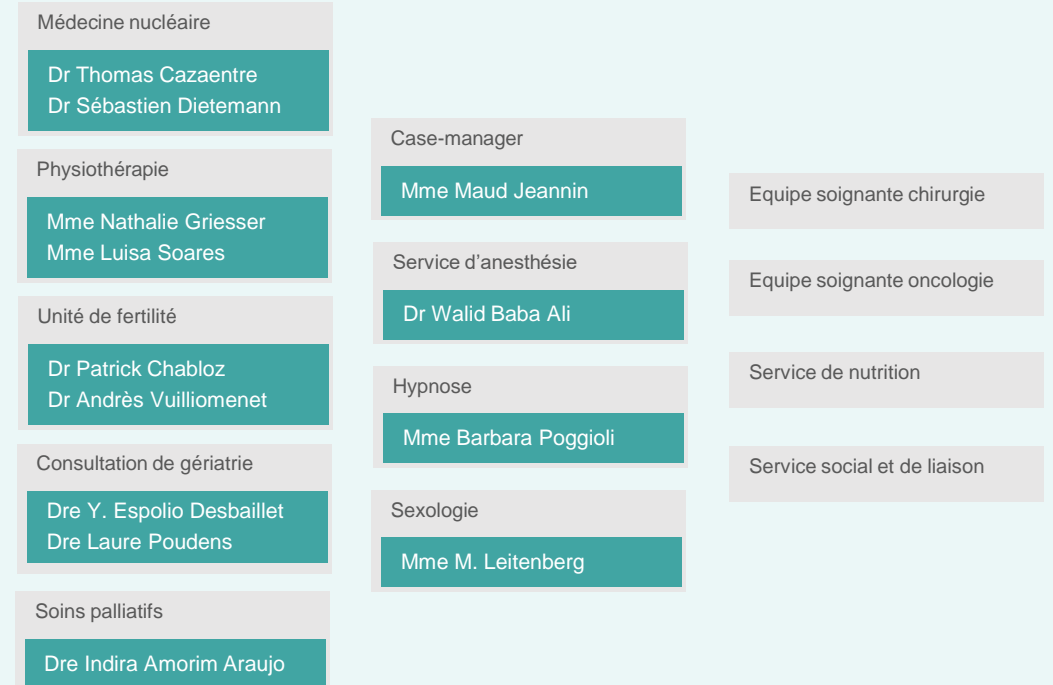 Médecine nucléaire
Dr Thomas Cazaentre
Dr Sébastien Dietemann
Physiothérapie
Mme Nathalie Griesser
Mme Luisa Soares
Unité de fertilité
Dr Patrick Chabloz
Dr Andrès Vuilliomenet
Consultation de gériatrie
Dre Y. Espolio Desbaillet
Dre Laure Poudens
Soins palliatifs
Dre Indira Amorim Araujo
Case-manager
Mme Maud Jeannin
Service d’anesthésie
Dr Walid Baba Ali
Hypnose
Mme Barbara Poggioli
Sexologie
Mme M. Leitenberg
Equipe soignante chirurgie
Equipe soignante oncologie
Service de nutrition
Service social et de liaison